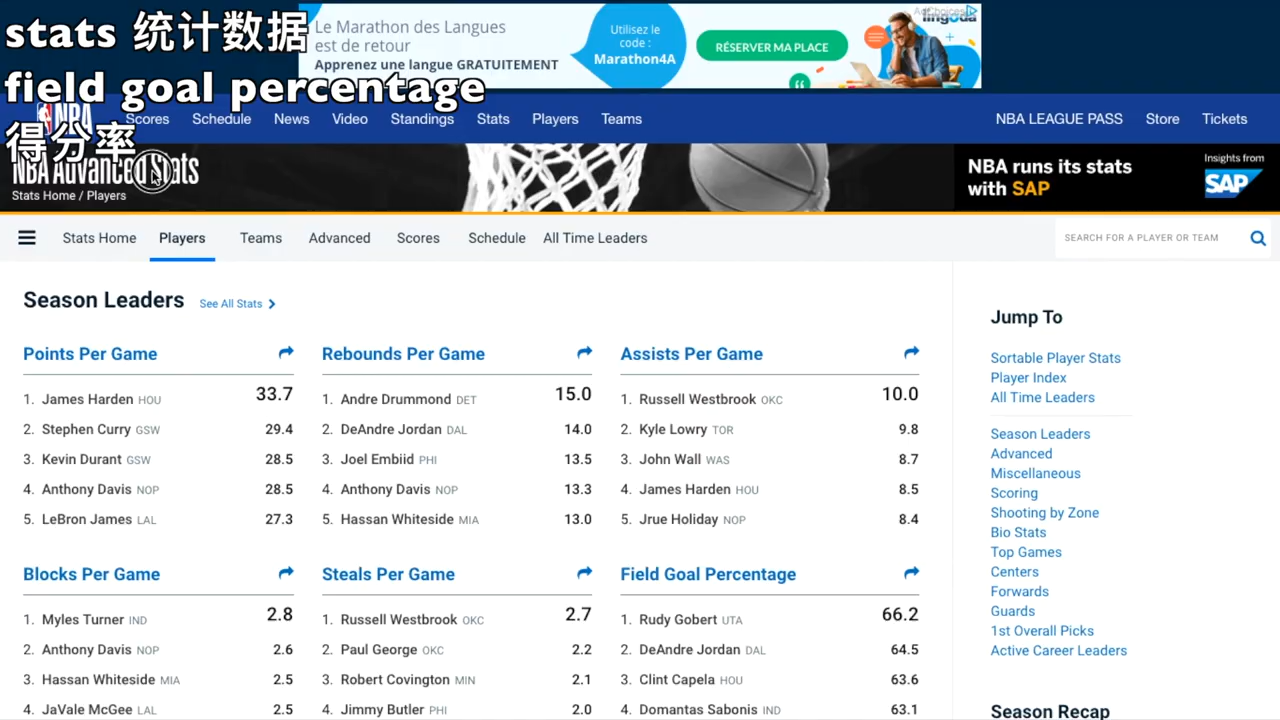 stats 统计数据
field goal percentage
得分率
Le Marathon des Langues
est de retour
Apprenez une langue GRATUITEMENT
Utilisez le
code :
Marathon4A
RÉSERVER MA PLACE
AdChoices
lingoda
NBA
Scores Schedule News Video Standings Stats Players Teams
NBA LEAGUE PASS Store Tickets
NBA Advanced Stats
Stats Home / Players
NBA runs its stats
with SAP
Insights from
SAP
Stats Home Players Teams Advanced Scores Schedule All Time Leaders
SEARCH FOR A PLAYER OR TEAM
Season Leaders See All Stats
Points Per Game
1. James Harden HOU 33.7
2. Stephen Curry GSW 29.4
3. Kevin Durant GSW 28.5
4. Anthony Davis NOP 28.5
5. LeBron James LAL 27.3
Rebounds Per Game
1. Andre Drummond DET 15.0
2. DeAndre Jordan DAL 14.0
3. Joel Embiid PHI 13.5
4. Anthony Davis NOP 13.3
5. Hassan Whiteside MIA 13.0
Assists Per Game
1. Russell Westbrook OKC 10.0
2. Kyle Lowry TOR 9.8
3. John Wall WAS 8.7
4. James Harden HOU 8.5
5. Jrue Holiday NOP 8.4
Blocks Per Game
1. Myles Turner IND 2.8
2. Anthony Davis NOP 2.6
3. Hassan Whiteside MIA 2.5
4. JaVale McGee LAL 2.5
Steals Per Game
1. Russell Westbrook OKC 2.7
2. Paul George OKC 2.2
3. Robert Covington MIN 2.1
4. Jimmy Butler PHI 2.0
Field Goal Percentage
1. Rudy Gobert UTA 66.2
2. DeAndre Jordan DAL 64.5
3. Clint Capela HOU 63.6
4. Domantas Sabonis IND 63.1
Jump To
Sortable Player Stats
Player Index
All Time Leaders
Season Leaders
Advanced
Miscellaneous
Scoring
Shooting by Zone
Bio Stats
Top Games
Centers
Forwards
Guards
1st Overall Picks
Active Career Leaders
Season Recap